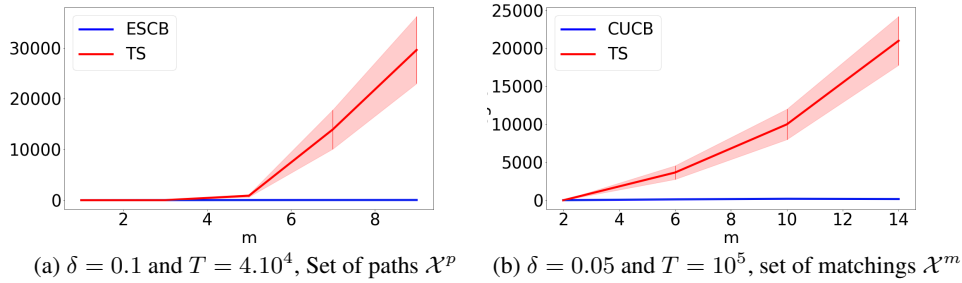 ESCB
TS
30000
20000
10000
0
2 4 6 8
m
(a) δ = 0.1 and T = 4.10⁴, Set of paths 𝒳ᵖ
CUCB
TS
25000
20000
15000
10000
5000
0
2 4 6 8 10 12 14
m
(b) δ = 0.05 and T = 10⁵, set of matchings 𝒳ᵐ